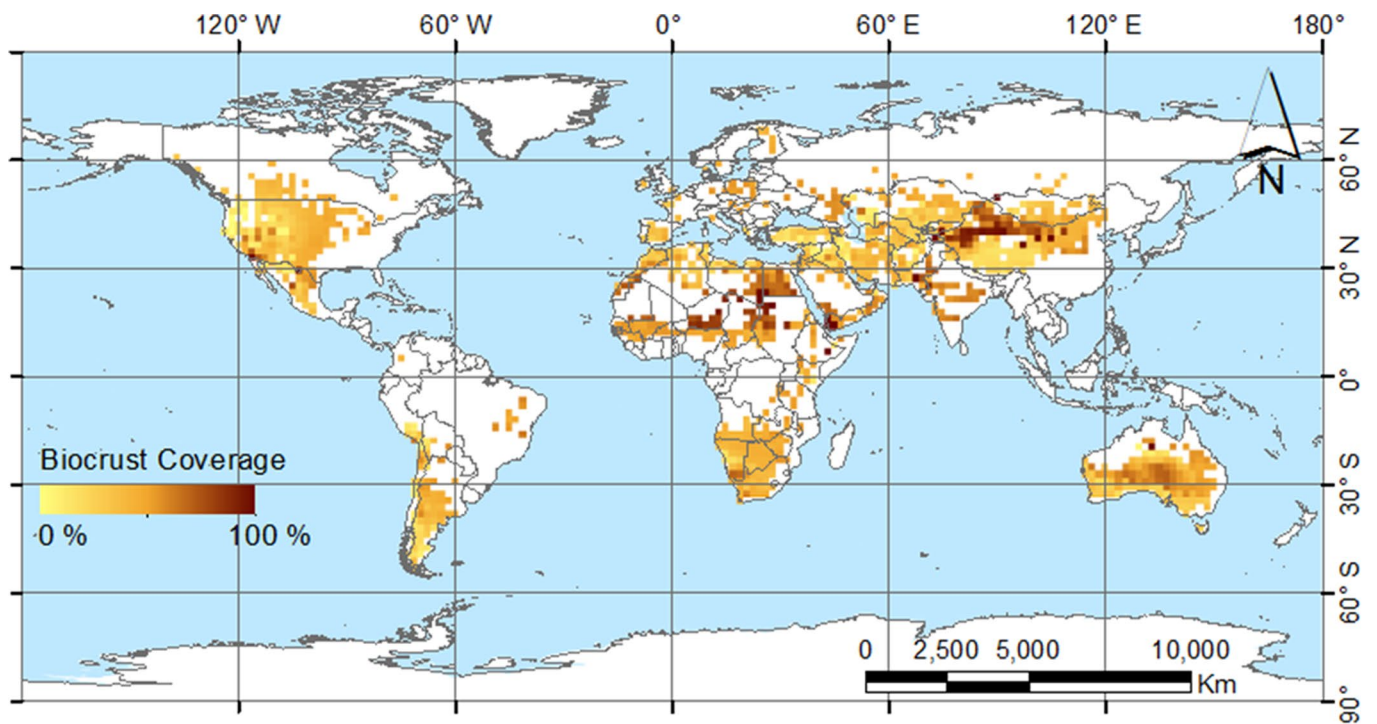 120° W 60° W 0° 60° E 120° E 180°
60° N
N
30° N
0°
Biocrust Coverage
0 % 100 %
30° S
60° S
0 2,500 5,000 10,000
Km
90°